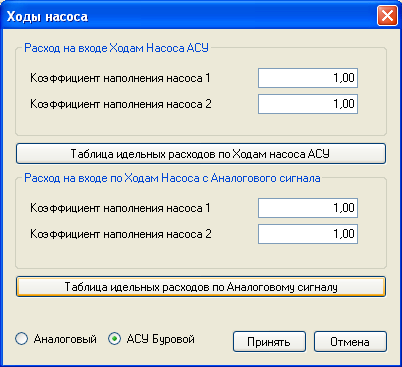 Ходы насоса
Расход на входе Ходам Насоса АСУ
Коэффициент наполнения насоса 1
1,00
Коэффициент наполнения насоса 2
1,00
Таблица идельных расходов по Ходам насоса АСУ
Расход на входе по Ходам Насоса с Аналогового сигнала
Коэффициент наполнения насоса 1
1,00
Коэффициент наполнения насоса 2
1,00
Таблица идельных расходов по Аналоговому сигналу
Аналоговый
АСУ Буровой
Принять
Отмена